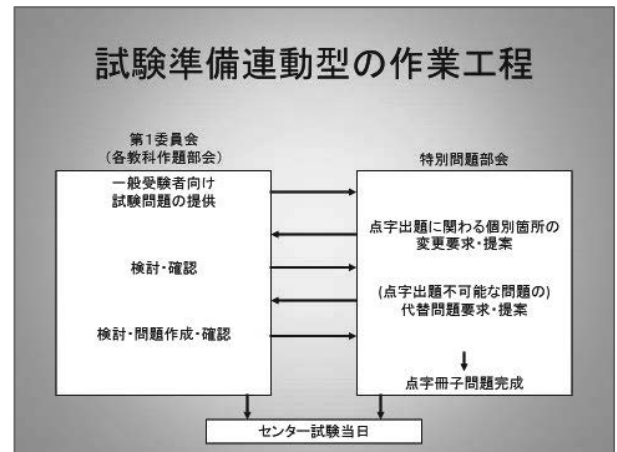 試験準備連動型の作業工程
第1委員会
(各教科作題部会)
特別問題部会
一般受験者向け
試験問題の提供
点字出題に関わる個別箇所の
変更要求・提案
検討・確認
(点字出題不可能な問題の)
代替問題要求・提案
検討・問題作成・確認
点字冊子問題完成
センター試験当日